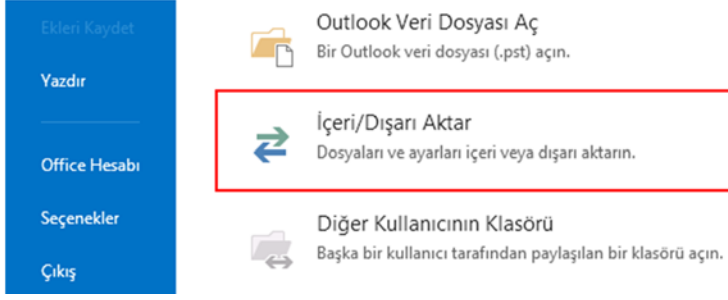 Ekleri Kaydet
Yazdır
Office Hesabı
Seçenekler
Çıkış
Outlook Veri Dosyası Aç
Bir Outlook veri dosyası (.pst) açın.
İçeri/Dışarı Aktar
Dosyaları ve ayarları içeri veya dışarı aktarın.
Diğer Kullanıcının Klasörü
Başka bir kullanıcı tarafından paylaşılan bir klasörü açın.